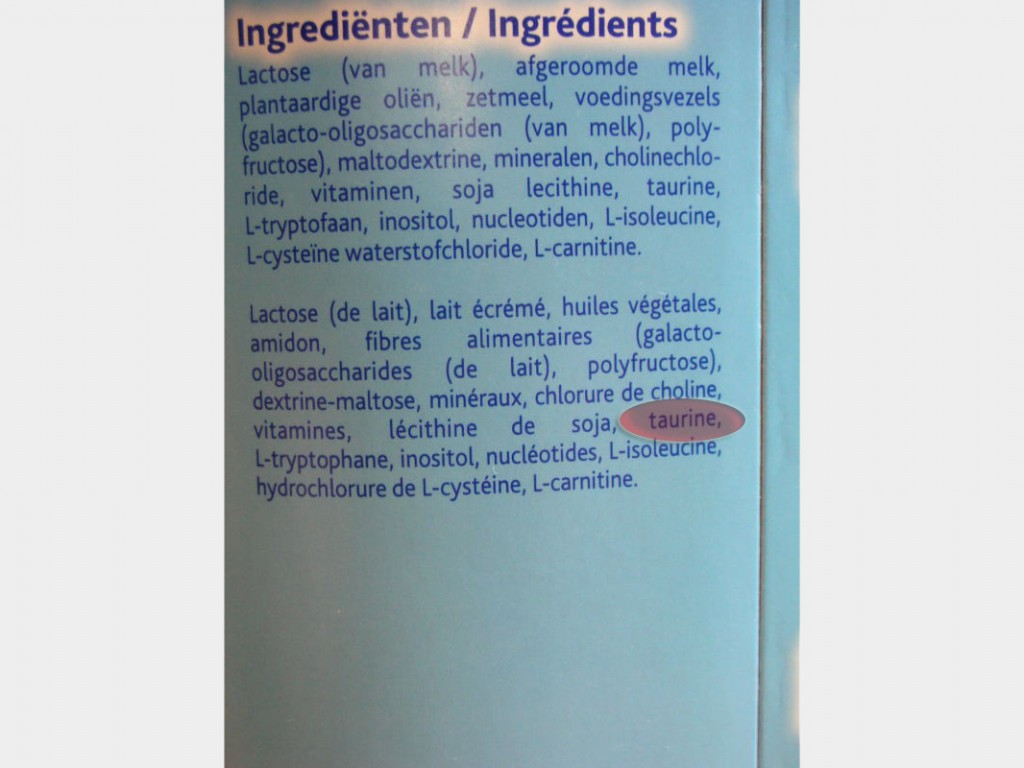 Ingrediënten / Ingrédients
Lactose (van melk), afgeroomde melk,
plantaardige oliën, zetmeel, voedingsvezels
(galacto-oligosacchariden (van melk), poly-
fructose), maltodextrine, mineralen, cholinechlo-
ride, vitaminen, soja lecithine, taurine,
L-tryptofaan, inositol, nucleotiden, L-isoleucine,
L-cysteïne waterstofchloride, L-carnitine.
Lactose (de lait), lait écrémé, huiles végétales,
amidon, fibres alimentaires (galacto-
oligosaccharides (de lait), polyfructose),
dextrine-maltose, minéraux, chlorure de choline,
vitamines, lécithine de soja, taurine,
L-tryptophane, inositol, nucléotides, L-isoleucine,
hydrochlorure de L-cystéine, L-carnitine.